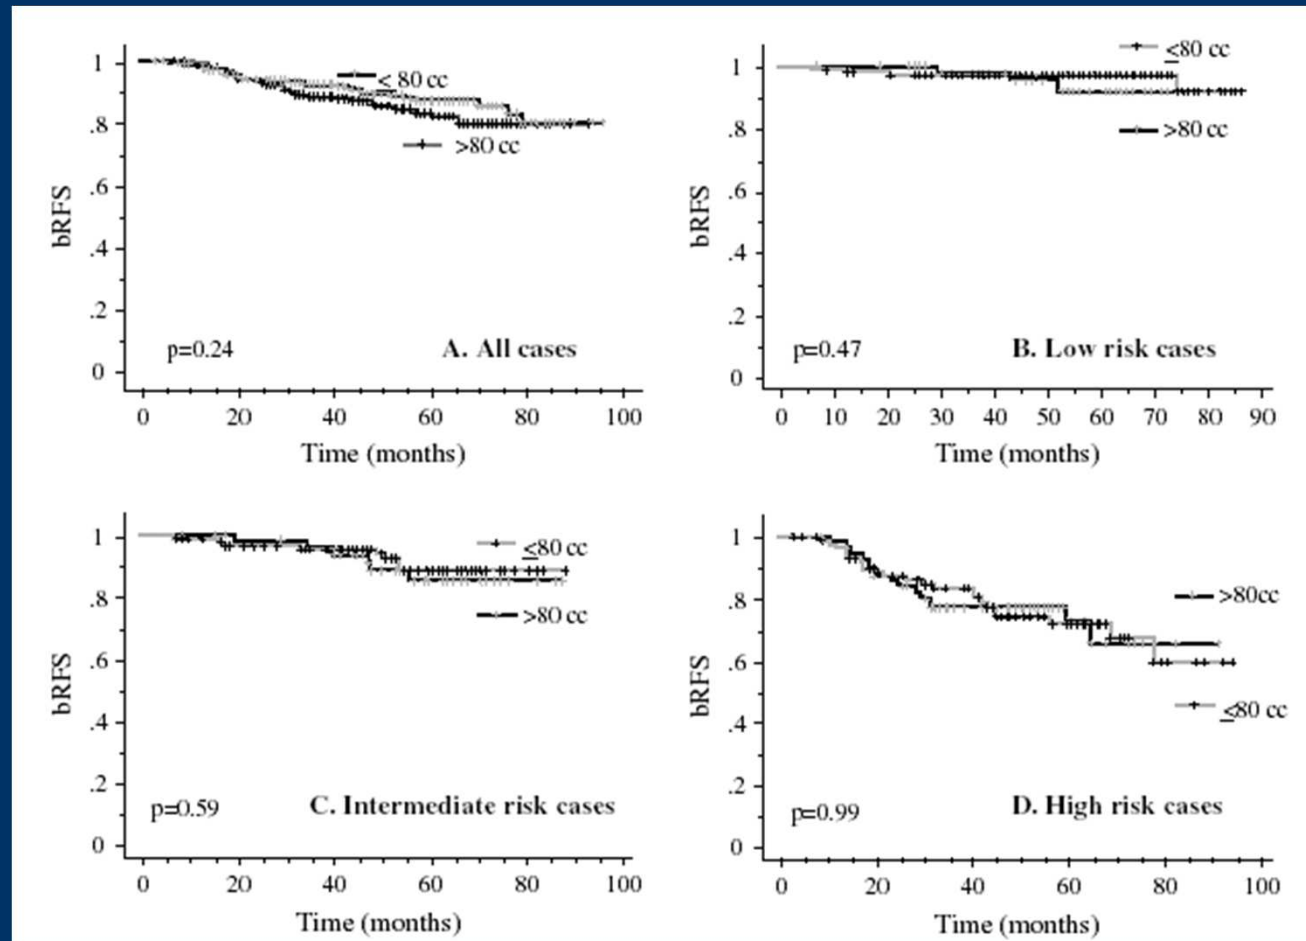 1
.8
.6
.4
.2
0
bRFS
< 80 cc
>80 cc
p=0.24
A. All cases
0 20 40 60 80 100
Time (months)
1
.8
.6
.4
.2
0
bRFS
≤80 cc
>80 cc
p=0.47
B. Low risk cases
0 10 20 30 40 50 60 70 80 90
Time (months)
1
.8
.6
.4
.2
0
bRFS
≤80 cc
>80 cc
p=0.59
C. Intermediate risk cases
0 20 40 60 80 100
Time (months)
1
.8
.6
.4
.2
0
bRFS
>80cc
≤80 cc
p=0.99
D. High risk cases
0 20 40 60 80 100
Time (months)